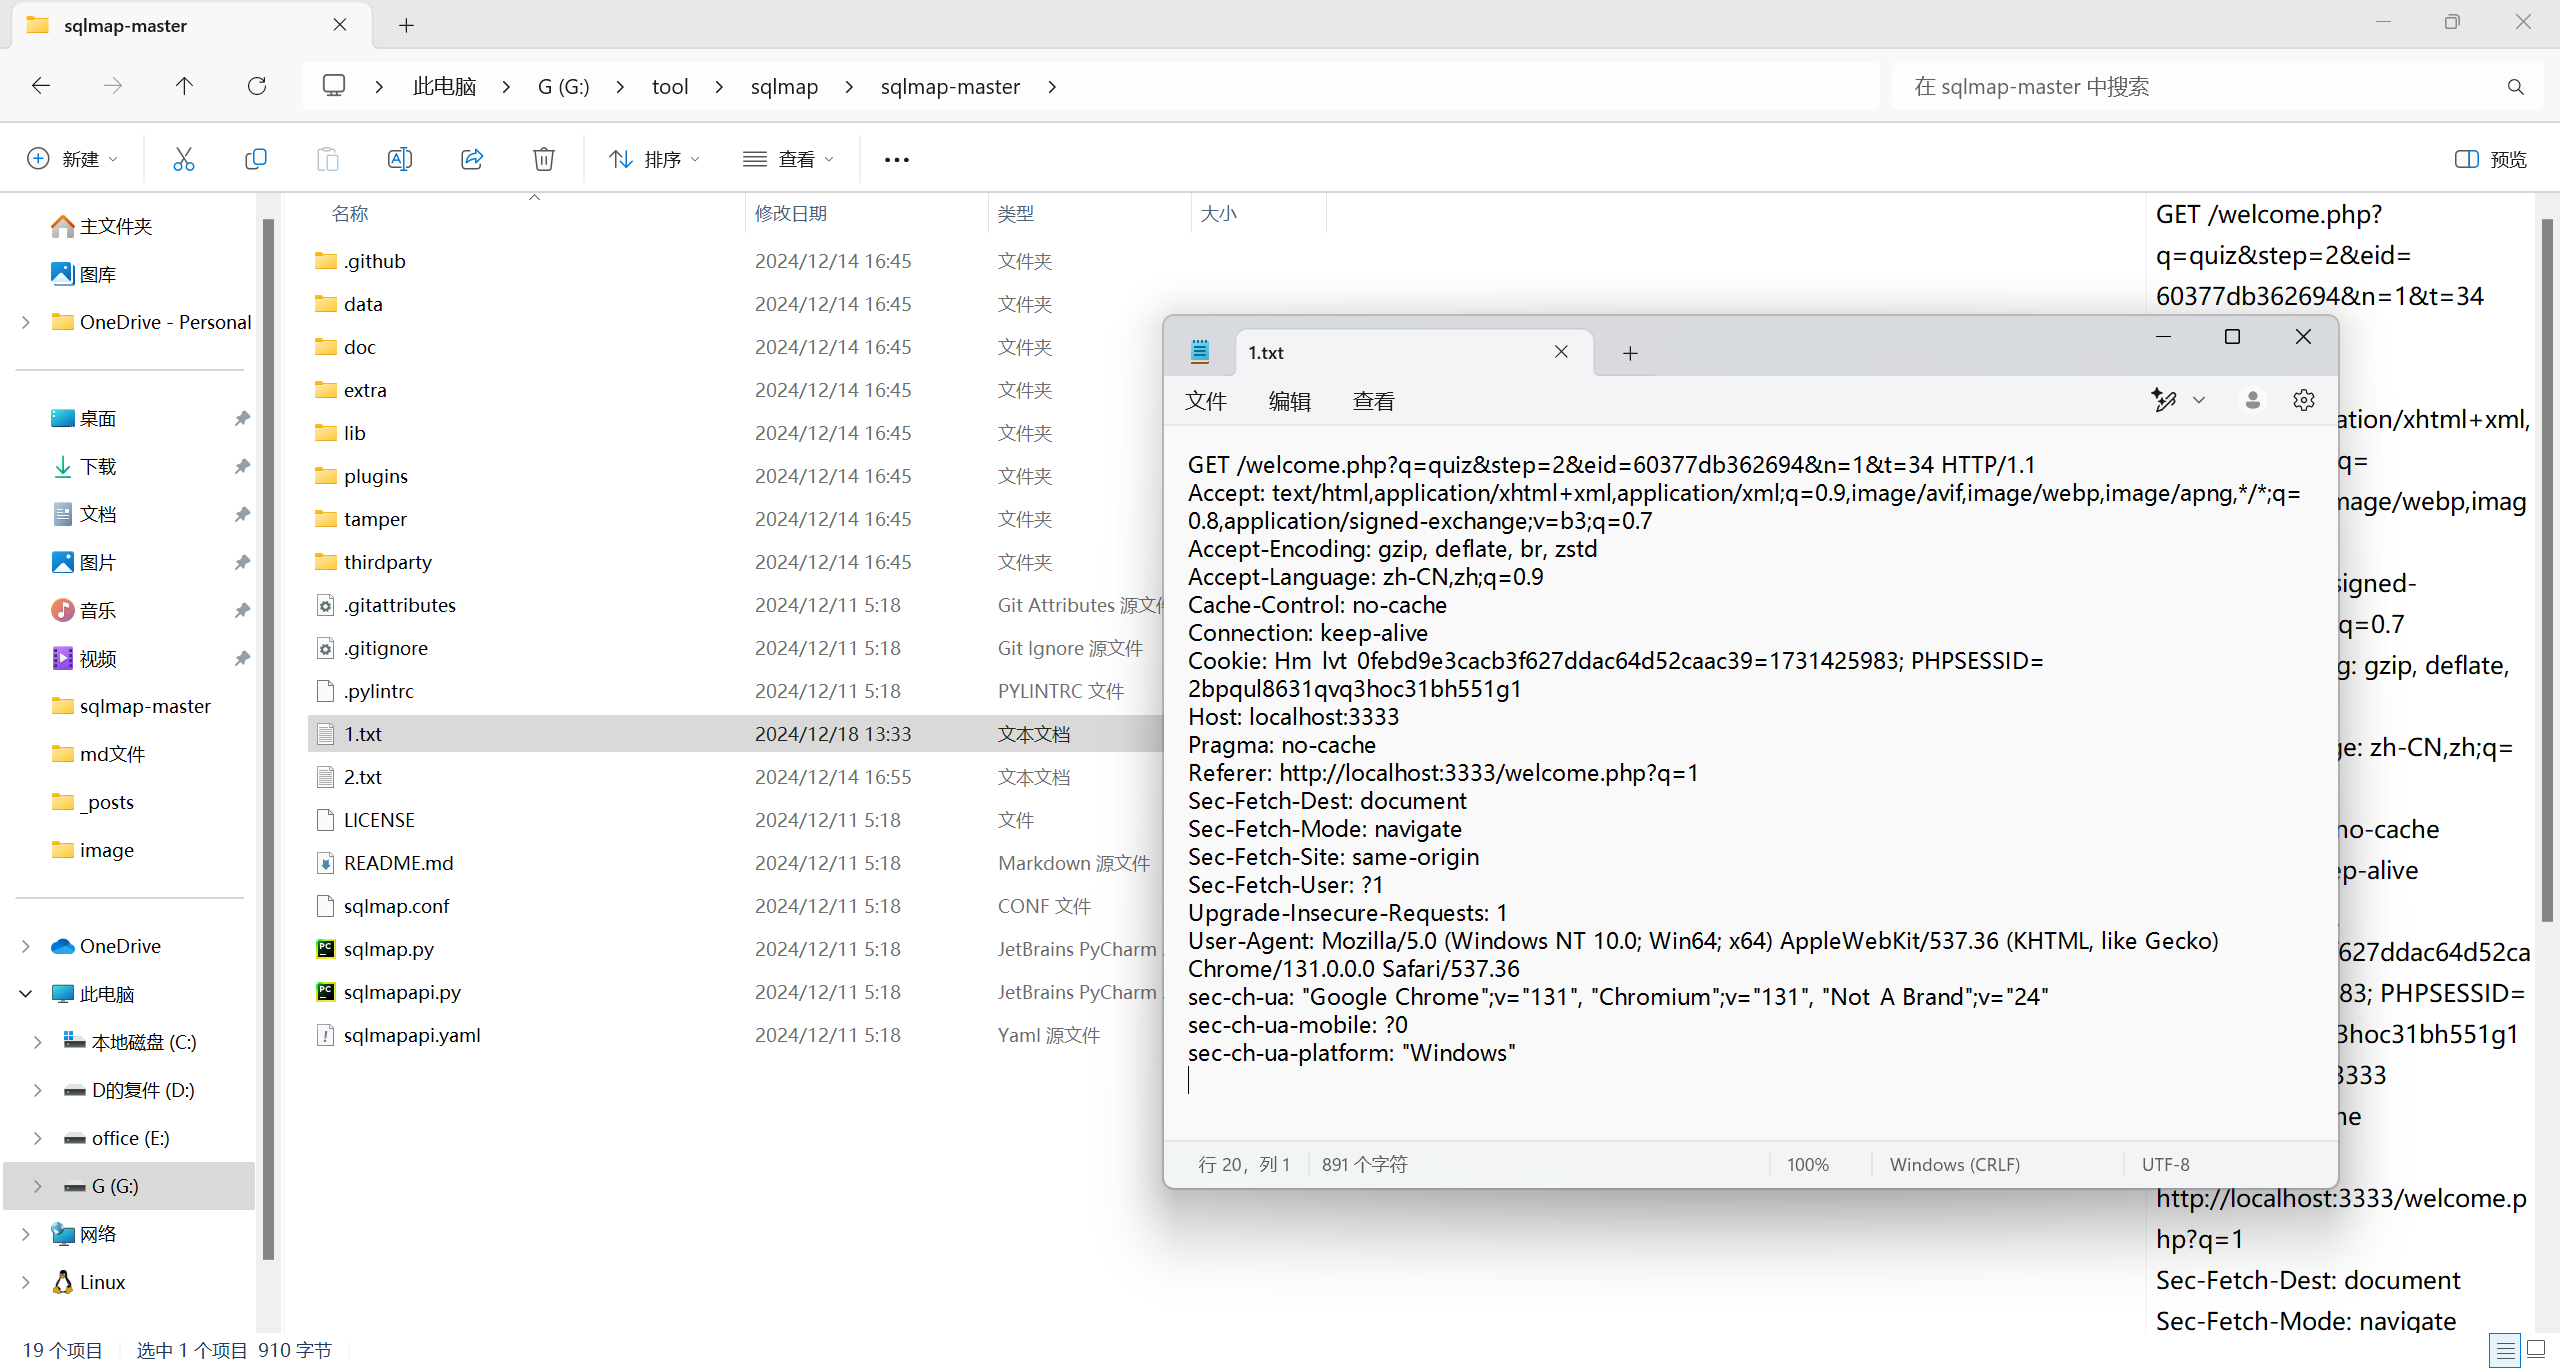 sqlmap-master
此电脑 > G (G:) > tool > sqlmap > sqlmap-master >
在 sqlmap-master 中搜索
新建
排序
查看
预览
主文件夹
图库
OneDrive - Personal
桌面
下载
文档
图片
音乐
视频
sqlmap-master
md文件
_posts
image
OneDrive
此电脑
本地磁盘 (C:)
D的复件 (D:)
office (E:)
G (G:)
网络
Linux
名称 修改日期 类型 大小
.github 2024/12/14 16:45 文件夹
data 2024/12/14 16:45 文件夹
doc 2024/12/14 16:45 文件夹
extra 2024/12/14 16:45 文件夹
lib 2024/12/14 16:45 文件夹
plugins 2024/12/14 16:45 文件夹
tamper 2024/12/14 16:45 文件夹
thirdparty 2024/12/14 16:45 文件夹
.gitattributes 2024/12/11 5:18 Git Attributes 源文件
.gitignore 2024/12/11 5:18 Git Ignore 源文件
.pylintrc 2024/12/11 5:18 PYLINTRC 文件
1.txt 2024/12/18 13:33 文本文档
2.txt 2024/12/14 16:55 文本文档
LICENSE 2024/12/11 5:18 文件
README.md 2024/12/11 5:18 Markdown 源文件
sqlmap.conf 2024/12/11 5:18 CONF 文件
sqlmap.py 2024/12/11 5:18 JetBrains PyCharm
sqlmapapi.py 2024/12/11 5:18 JetBrains PyCharm
sqlmapapi.yaml 2024/12/11 5:18 Yaml 源文件
1.txt
文件 编辑 查看
GET /welcome.php?q=quiz&step=2&eid=60377db362694&n=1&t=34 HTTP/1.1
Accept: text/html,application/xhtml+xml,application/xml;q=0.9,image/avif,image/webp,image/apng,*/*;q=
0.8,application/signed-exchange;v=b3;q=0.7
Accept-Encoding: gzip, deflate, br, zstd
Accept-Language: zh-CN,zh;q=0.9
Cache-Control: no-cache
Connection: keep-alive
Cookie: Hm_lvt_0febd9e3cacb3f627ddac64d52caac39=1731425983; PHPSESSID=
2bpqul8631qvq3hoc31bh551g1
Host: localhost:3333
Pragma: no-cache
Referer: http://localhost:3333/welcome.php?q=1
Sec-Fetch-Dest: document
Sec-Fetch-Mode: navigate
Sec-Fetch-Site: same-origin
Sec-Fetch-User: ?1
Upgrade-Insecure-Requests: 1
User-Agent: Mozilla/5.0 (Windows NT 10.0; Win64; x64) AppleWebKit/537.36 (KHTML, like Gecko)
Chrome/131.0.0.0 Safari/537.36
sec-ch-ua: "Google Chrome";v="131", "Chromium";v="131", "Not_A Brand";v="24"
sec-ch-ua-mobile: ?0
sec-ch-ua-platform: "Windows"
行 20，列 1 891 个字符 100% Windows (CRLF) UTF-8
GET /welcome.php?
q=quiz&step=2&eid=
60377db362694&n=1&t=34
ation/xhtml+xml,
q=
mage/webp,imag
signed-
q=0.7
g: gzip, deflate,
ge: zh-CN,zh;q=
no-cache
ep-alive
627ddac64d52ca
83; PHPSESSID=
3hoc31bh551g1
3333
he
http://localhost:3333/welcome.p
hp?q=1
Sec-Fetch-Dest: document
Sec-Fetch-Mode: navigate
19 个项目 选中 1 个项目 910 字节